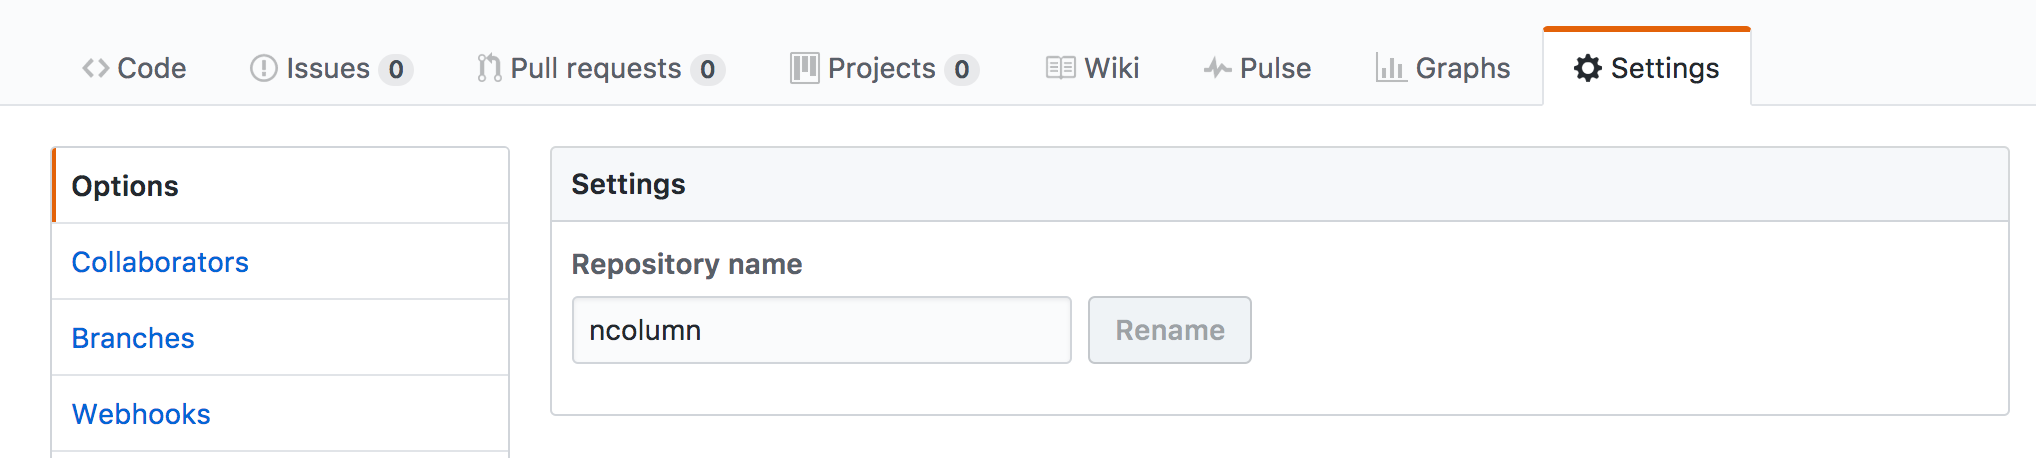 Code Issues 0 Pull requests 0 Projects 0 Wiki Pulse Graphs Settings
Options
Collaborators
Branches
Webhooks
Settings
Repository name
ncolumn Rename